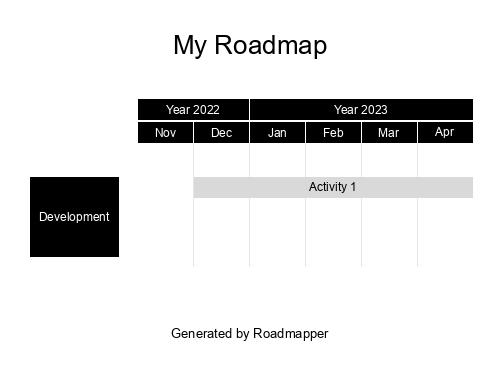 My Roadmap
Year 2022 Year 2023
Nov Dec Jan Feb Mar Apr
Activity 1
Development
Generated by Roadmapper